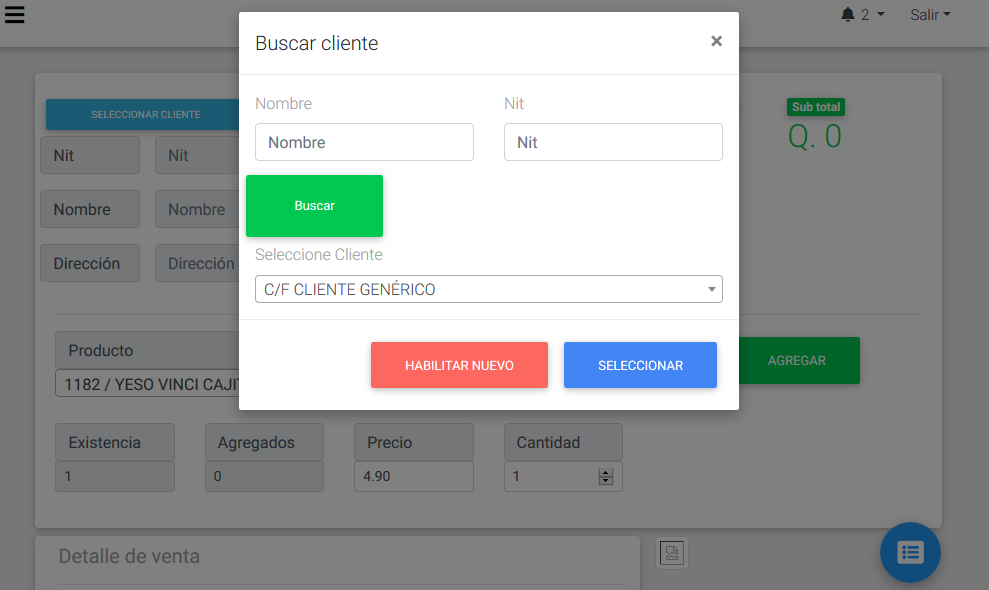 2
Salir
Buscar cliente
×
Nombre
Nit
Nombre
Nit
Buscar
Seleccione Cliente
C/F CLIENTE GENÉRICO
HABILITAR NUEVO
SELECCIONAR
SELECCIONAR CLIENTE
Nit
Nit
Nombre
Nombre
Dirección
Dirección
Sub total
Q. 0
Producto
1182 / YESO VINCI
AGREGAR
Existencia
Agregados
Precio
Cantidad
1
0
4.90
1
Detalle de venta